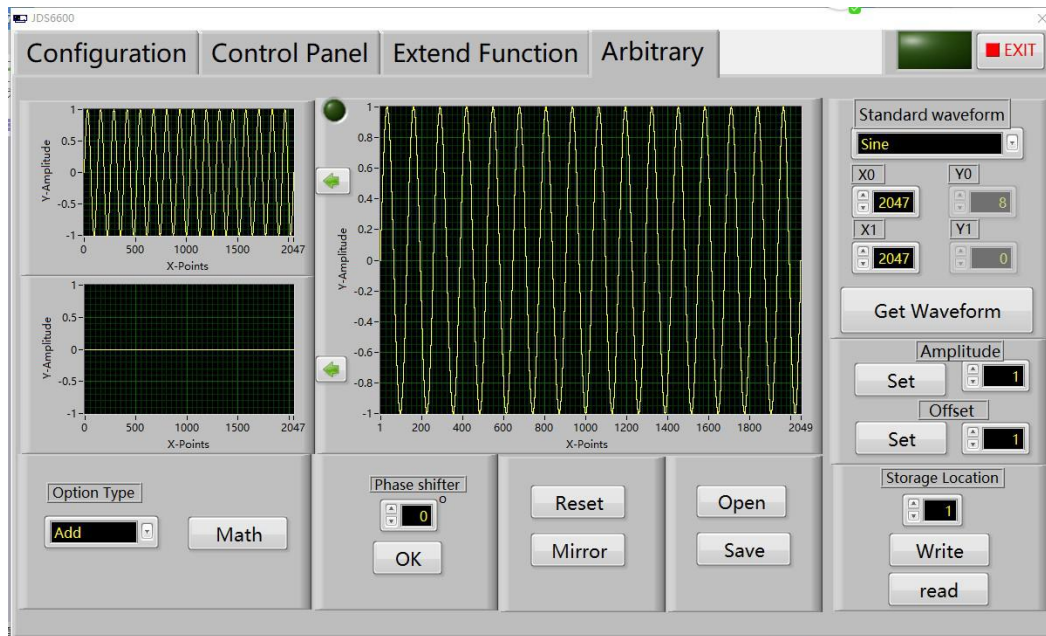 JDS6600
Configuration Control Panel Extend Function Arbitrary EXIT
1
0.5
0
-0.5
-1
Y-Amplitude
0 500 1000 1500 2047
X-Points
1
0.5
0
-0.5
-1
Y-Amplitude
0 500 1000 1500 2047
X-Points
1
0.8
0.6
0.4
0.2
0
-0.2
-0.4
-0.6
-0.8
-1
Y-Amplitude
1 200 400 600 800 1000 1200 1400 1600 1800 2049
X-Points
Standard waveform
Sine
X0 Y0
2047 8
X1 Y1
2047 0
Get Waveform
Amplitude
Set 1
Offset
Set 1
Option Type
Add Math
Phase shifter
0 o
OK
Reset
Mirror
Open
Save
Storage Location
1
Write
read